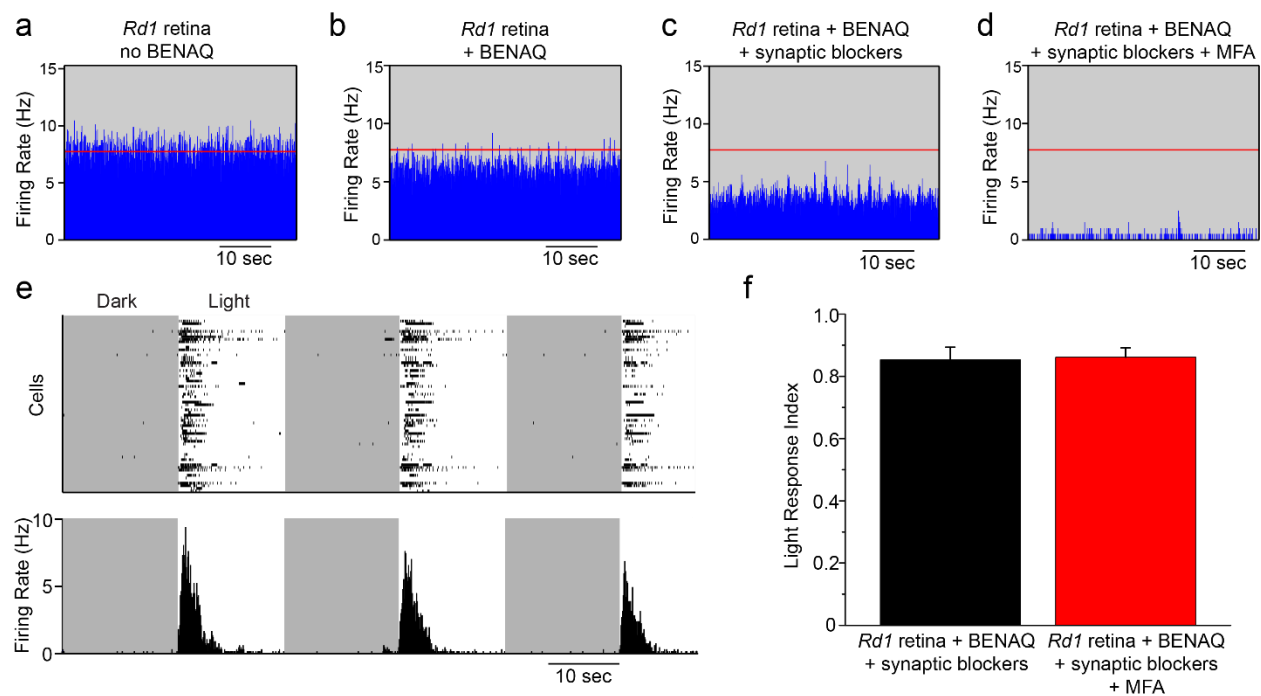 a
Rd1 retina
no BENAQ
Firing Rate (Hz)
15
10
5
0
10 sec
b
Rd1 retina
+ BENAQ
Firing Rate (Hz)
15
10
5
0
10 sec
c
Rd1 retina + BENAQ
+ synaptic blockers
Firing Rate (Hz)
15
10
5
0
10 sec
d
Rd1 retina + BENAQ
+ synaptic blockers + MFA
Firing Rate (Hz)
15
10
5
0
10 sec
e
Dark
Light
Cells
Firing Rate (Hz)
10
5
0
10 sec
f
Light Response Index
1.0
0.8
0.6
0.4
0.2
0
Rd1 retina + BENAQ
+ synaptic blockers
Rd1 retina + BENAQ
+ synaptic blockers
+ MFA